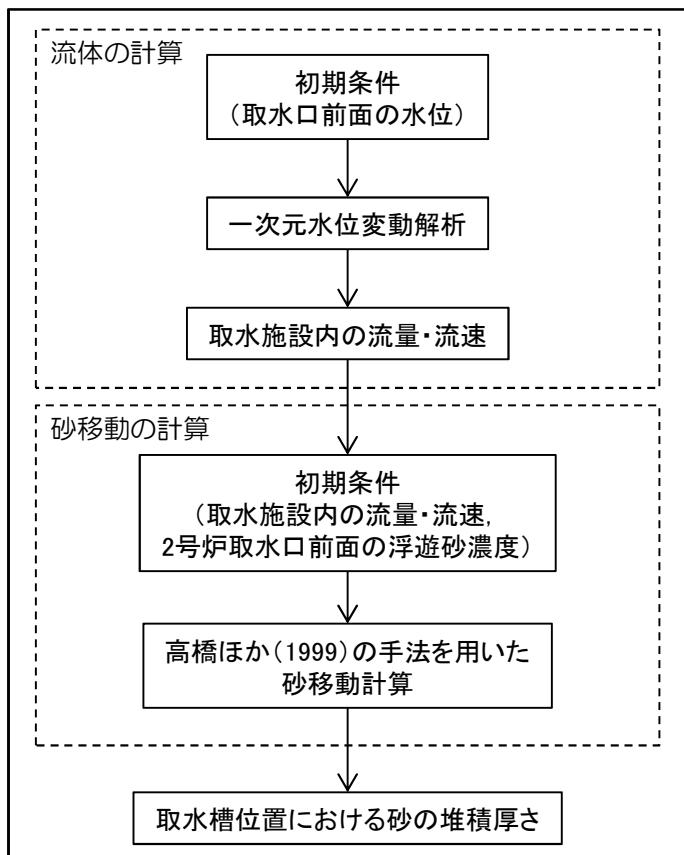 流体の計算
初期条件
（取水口前面の水位）
一次元水位変動解析
取水施設内の流量・流速
砂移動の計算
初期条件
（取水施設内の流量・流速,
2号炉取水口前面の浮遊砂濃度）
高橋ほか（1999）の手法を用いた
砂移動計算
取水槽位置における砂の堆積厚さ